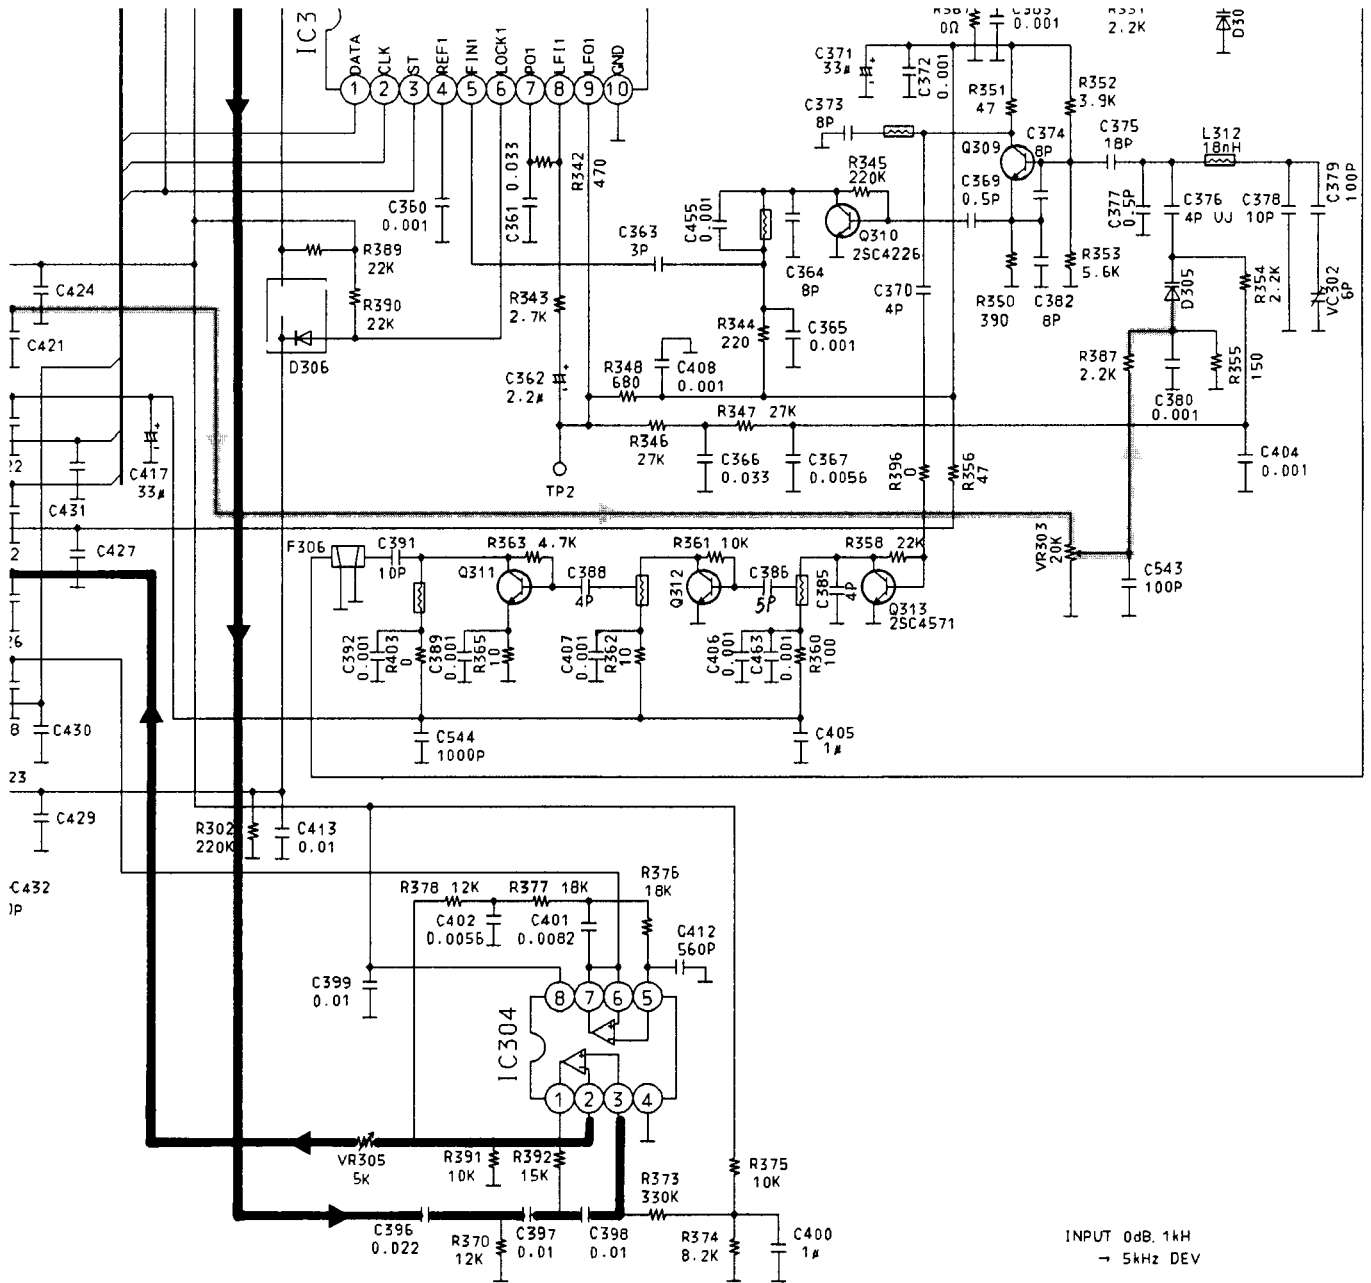 IC3
DATA
CLK
ST
REF1
FIN1
LOCK1
PO1
LFI1
LFO1
GND
1 2 3 4 5 6 7 8 9 10
0Ω
0.001
2.2K
D30
C371
33μ
C372
0.001
R351
47
R352
3.9K
C373
8P
Q309
C374
8P
C375
18P
L312
18nH
C379
100P
C361 0.033
R342
470
R345
220K
C369
0.5P
C377
0.5P
C376
4P UJ
C378
10P
C360
0.001
C455
0.001
Q310
2SC4226
C363
3P
R389
22K
C364
8P
C370
4P
R350
390
C382
8P
R353
5.6K
D305
R354
2.2K
VC302
6P
C424
R390
22K
R343
2.7K
R344
220
C365
0.001
C421
D306
R348
680
C408
0.001
R387
2.2K
R355
150
C362
2.2μ
C380
0.001
R347 27K
R346
27K
C366
0.033
C367
0.0056
R396
0
R356
47
C404
0.001
22
C417
33μ
TP2
C431
2
C427
F306
C391
10P
R363 4.7K
Q311
C388
4P
R361 10K
Q312
C386
5P
R358 22K
C385
4P
Q313
2SC4571
VR303
20K
C543
100P
26
C392
0.001
R403
0
C389
0.001
R365
10
C407
0.001
R362
10
C406
0.001
C463
0.001
R360
100
8
C430
C544
1000P
C405
1μ
23
C429
R302
220K
C413
0.01
C432
0P
R378 12K
R377 18K
R376
18K
C402
0.0056
C401
0.0082
C412
560P
C399
0.01
8 7 6 5
IC304
1 2 3 4
VR305
5K
R391
10K
R392
15K
R373
330K
R375
10K
C396
0.022
R370
12K
C397
0.01
C398
0.01
R374
8.2K
C400
1μ
INPUT 0dB. 1kH
→ 5kHz DEV